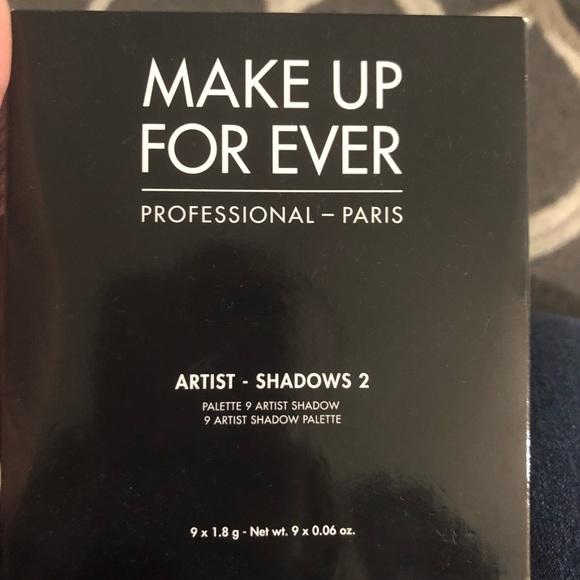 MAKE UP
FOR EVER
PROFESSIONAL – PARIS
ARTIST - SHADOWS 2
PALETTE 9 ARTIST SHADOW
9 ARTIST SHADOW PALETTE
9 x 1.8 g - Net wt. 9 x 0.06 oz.